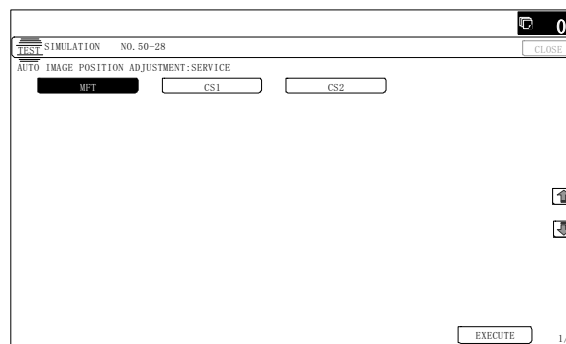 0
TEST SIMULATION NO. 50-28
CLOSE
AUTO IMAGE POSITION ADJUSTMENT:SERVICE
MFT CS1 CS2
EXECUTE 1/